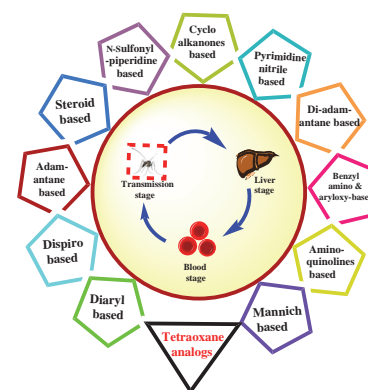 Cyclo
alkanones
based
Pyrimidine
nitrile
based
Di-adam-
antane based
Benzyl
amino &
aryloxy-base
Amino-
quinolines
based
Mannich
based
Tetraoxane
analogs
Diaryl
based
Dispiro
based
Adam-
antane
based
Steroid
based
N-Sulfonyl
-piperidine
based
Transmission
stage
Liver
stage
Blood
stage